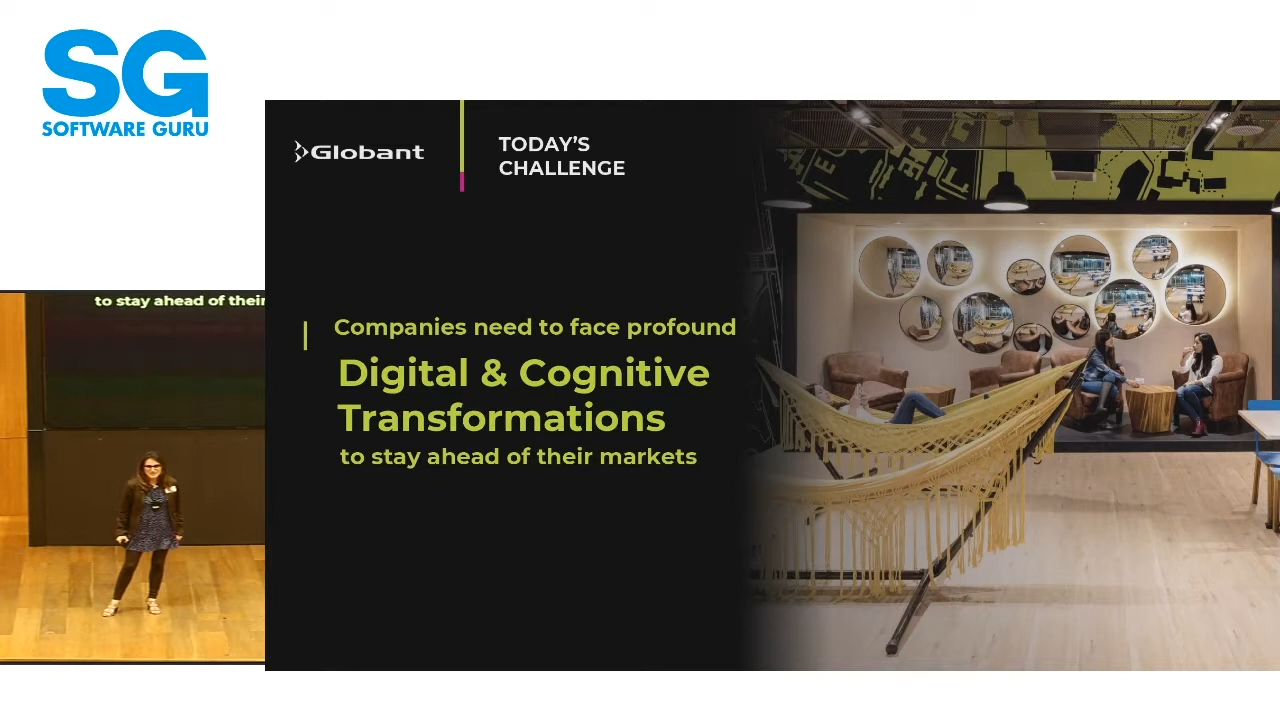 SG
SOFTWARE GURU
Globant
TODAY'S
CHALLENGE
Companies need to face profound
Digital & Cognitive
Transformations
to stay ahead of their markets
to stay ahead of their